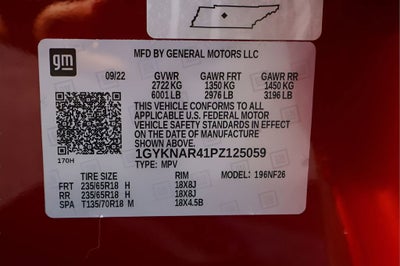 MFD BY GENERAL MOTORS LLC
gm
09/22 GVWR GAWR FRT GAWR RR
2722 KG 1350 KG 1450 KG
6001 LB 2976 LB 3196 LB
THIS VEHICLE CONFORMS TO ALL
APPLICABLE U.S. FEDERAL MOTOR
VEHICLE SAFETY STANDARDS IN EFFECT
ON THE DATE OF MANUFACTURE
SHOWN ABOVE.
170H
1GYKNAR41PZ125059
TYPE: MPV MODEL: 196NF26
TIRE SIZE RIM
FRT 235/65R18 H 18X8J
RR 235/65R18 H 18X8J
SPA T135/70R18 M 18X4.5B